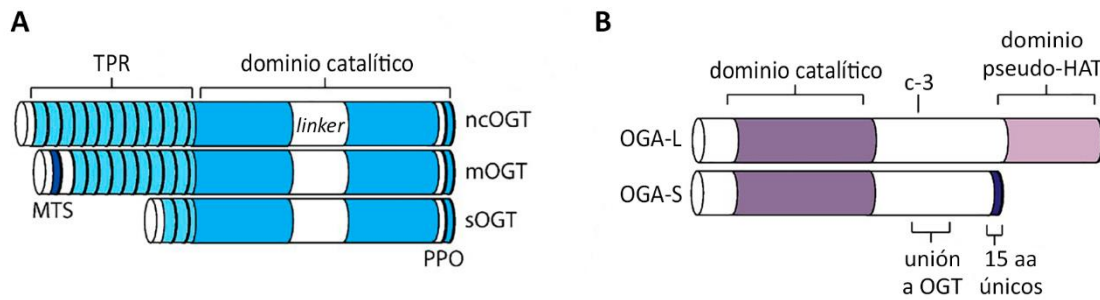 A
TPR
dominio catalítico
linker
ncOGT
mOGT
MTS
sOGT
PPO
B
dominio catalítico
c-3
dominio
pseudo-HAT
OGA-L
OGA-S
unión
a OGT
15 aa
únicos